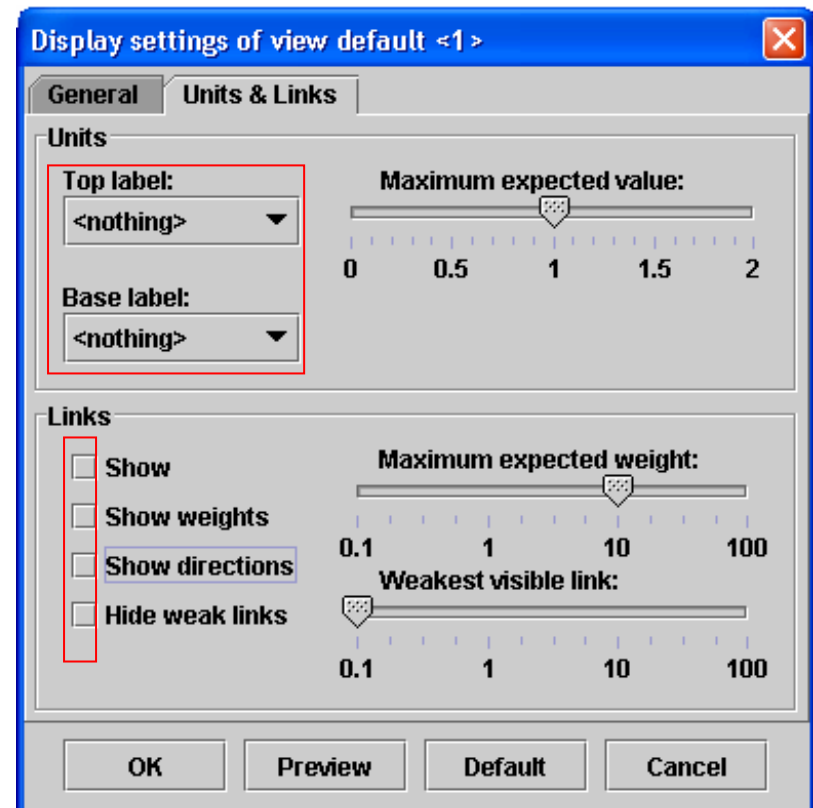 Display settings of view default <1>
General Units & Links
Units
Top label:
<nothing>
Maximum expected value:
0 0.5 1 1.5 2
Base label:
<nothing>
Links
Show
Show weights
Show directions
Hide weak links
Maximum expected weight:
0.1 1 10 100
Weakest visible link:
0.1 1 10 100
OK Preview Default Cancel